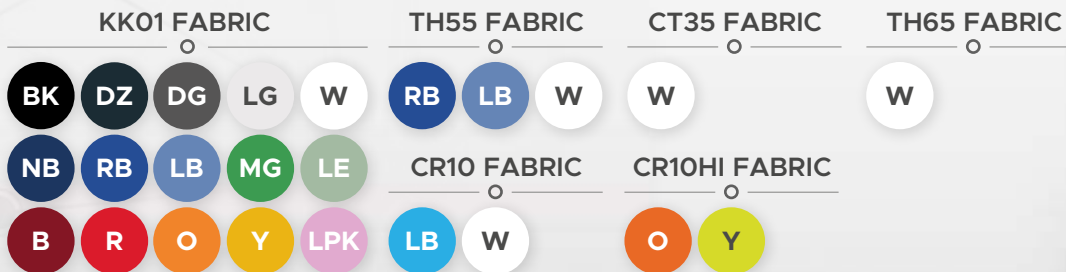 KK01 FABRIC
BK DZ DG LG W
NB RB LB MG LE
B R O Y LPK
TH55 FABRIC
RB LB W
CR10 FABRIC
LB W
CT35 FABRIC
W
CR10HI FABRIC
O Y
TH65 FABRIC
W